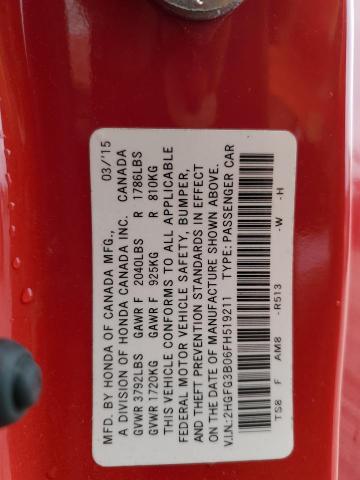 MFD. BY HONDA OF CANADA MFG., 03/'15
A DIVISION OF HONDA CANADA INC. CANADA
GVWR 3792LBS GAWR F 2040LBS R 1786LBS
GVWR 1720KG GAWR F 925KG R 810KG
THIS VEHICLE CONFORMS TO ALL APPLICABLE
FEDERAL MOTOR VEHICLE SAFETY, BUMPER,
AND THEFT PREVENTION STANDARDS IN EFFECT
ON THE DATE OF MANUFACTURE SHOWN ABOVE.
V.I.N.:2HGFG3B06FH519211 TYPE: PASSENGER CAR
TS8 F AM8 -R513 -W -H